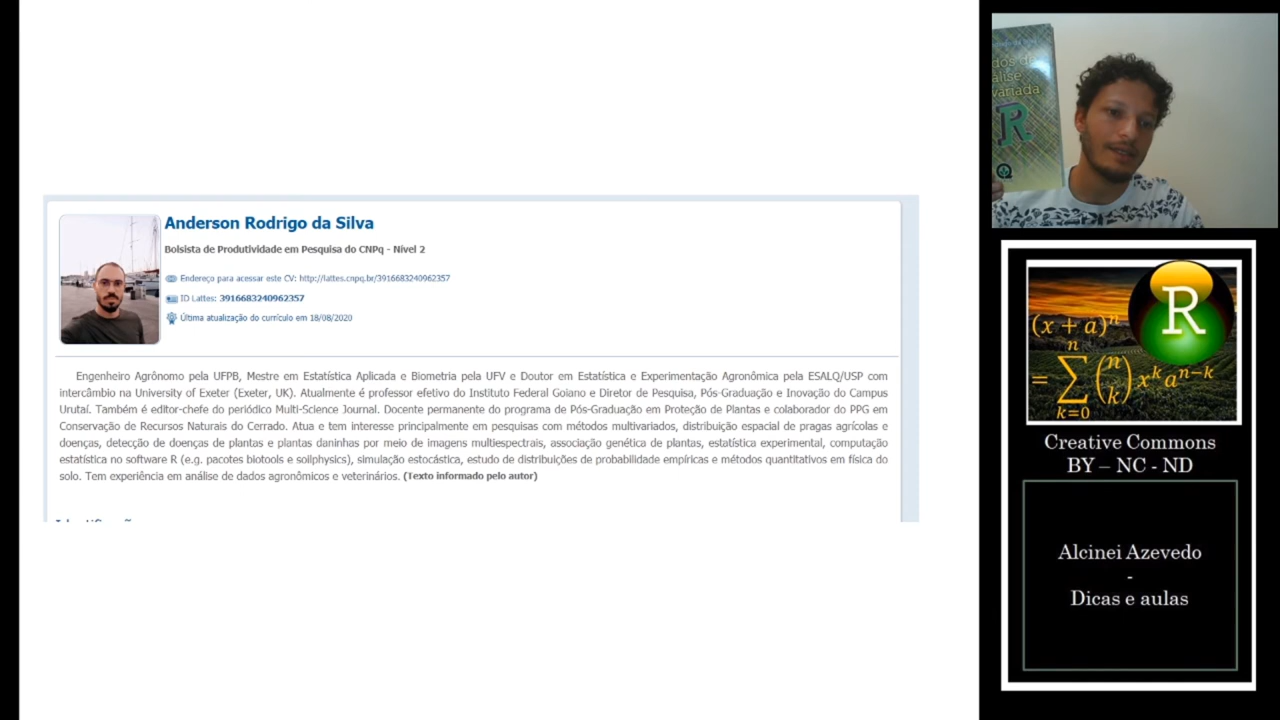 Anderson Rodrigo da Silva
Bolsista de Produtividade em Pesquisa do CNPq - Nível 2
Endereço para acessar este CV: http://lattes.cnpq.br/3916683240962357
ID Lattes: 3916683240962357
Última atualização do currículo em 18/08/2020
Engenheiro Agrônomo pela UFPB, Mestre em Estatística Aplicada e Biometria pela UFV e Doutor em Estatística e Experimentação Agronômica pela ESALQ/USP com
intercâmbio na University of Exeter (Exeter, UK). Atualmente é professor efetivo do Instituto Federal Goiano e Diretor de Pesquisa, Pós-Graduação e Inovação do Campus
Urutaí. Também é editor-chefe do periódico Multi-Science Journal. Docente permanente do programa de Pós-Graduação em Proteção de Plantas e colaborador do PPG em
Conservação de Recursos Naturais do Cerrado. Atua e tem interesse principalmente em pesquisas com métodos multivariados, distribuição espacial de pragas agrícolas e
doenças, detecção de doenças de plantas e plantas daninhas por meio de imagens multiespectrais, associação genética de plantas, estatística experimental, computação
estatística no software R (e.g. pacotes biotools e soilphysics), simulação estocástica, estudo de distribuições de probabilidade empíricas e métodos quantitativos em física do
solo. Tem experiência em análise de dados agronômicos e veterinários. (Texto informado pelo autor)
R
(x + a)^n
= ∑_{k=0}^{n} (n k) x^k a^{n−k}
Creative Commons
BY – NC - ND
Alcinei Azevedo
-
Dicas e aulas